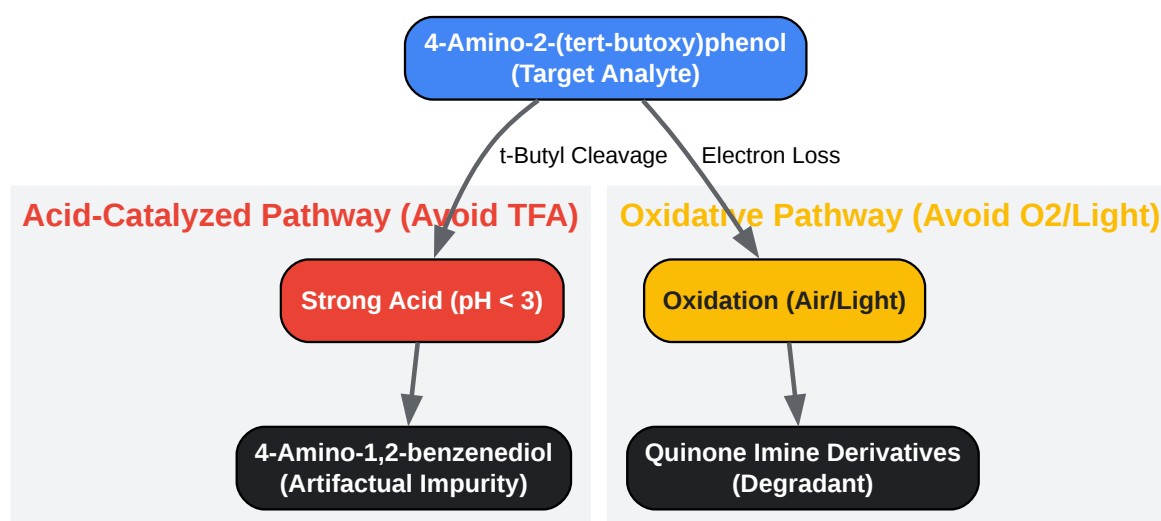 4-Amino-2-(tert-butoxy)phenol
(Target Analyte)
t-Butyl Cleavage
Electron Loss
Acid-Catalyzed Pathway (Avoid TFA)
Oxidative Pathway (Avoid O2/Light)
Strong Acid (pH < 3)
Oxidation (Air/Light)
4-Amino-1,2-benzenediol
(Artifactual Impurity)
Quinone Imine Derivatives
(Degradant)